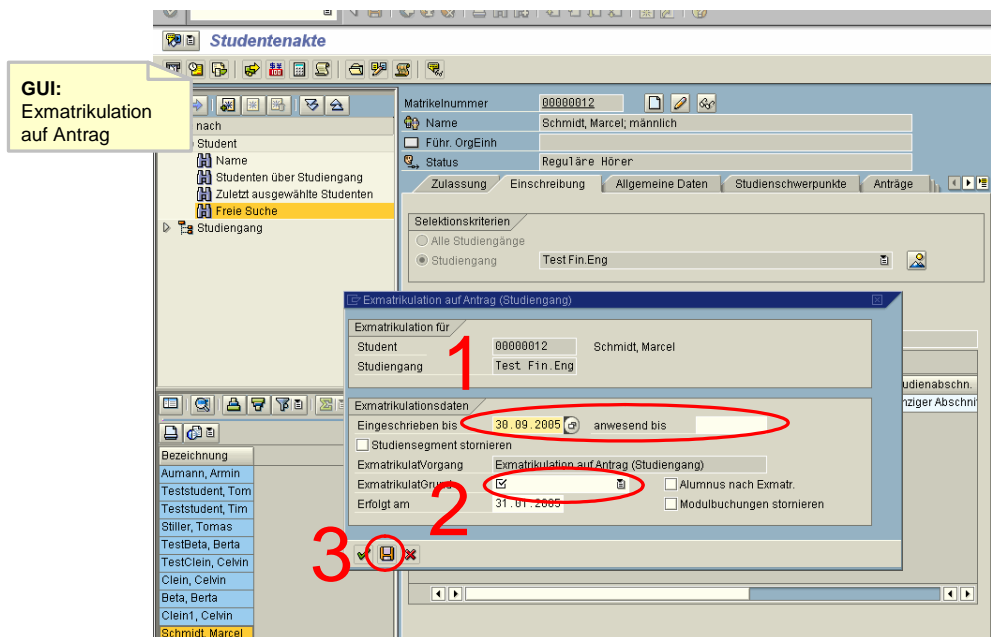 Studentenakte
GUI:
Exmatrikulation
auf Antrag
nach
Student
Name
Studenten über Studiengang
Zuletzt ausgewählte Studenten
Freie Suche
Studiengang
Matrikelnummer 00000012
Name Schmidt, Marcel; männlich
Führ. OrgEinh
Status Reguläre Hörer
Zulassung Einschreibung Allgemeine Daten Studienschwerpunkte Anträge
Selektionskriterien
Alle Studiengänge
Studiengang Test Fin.Eng
Exmatrikulation auf Antrag (Studiengang)
Exmatrikulation für
Student 00000012 Schmidt, Marcel
Studiengang Test Fin.Eng
1
udienabschn.
nziger Abschni
Exmatrikulationsdaten
Eingeschrieben bis 30.09.2005 anwesend bis
Studiensegment stornieren
ExmatrikulatVorgang Exmatrikulation auf Antrag (Studiengang)
ExmatrikulatGrund Alumnus nach Exmatr.
Erfolgt am 31.01.2005 Modulbuchungen stornieren
2
3
Bezeichnung
Aumann, Armin
Teststudent, Tom
Teststudent, Tim
Stiller, Tomas
TestBeta, Berta
TestClein, Celvin
Clein, Celvin
Beta, Berta
Clein1, Celvin
Schmidt, Marcel